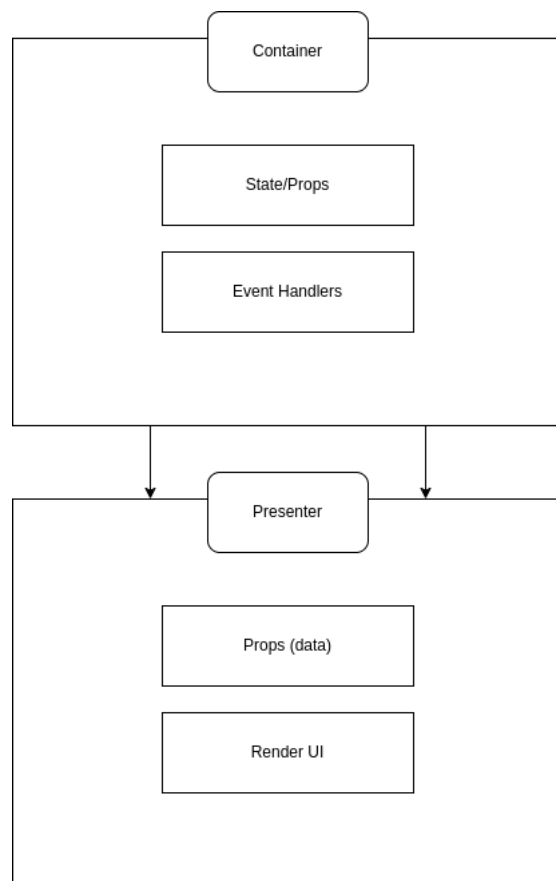 Container
State/Props
Event Handlers
Presenter
Props (data)
Render UI